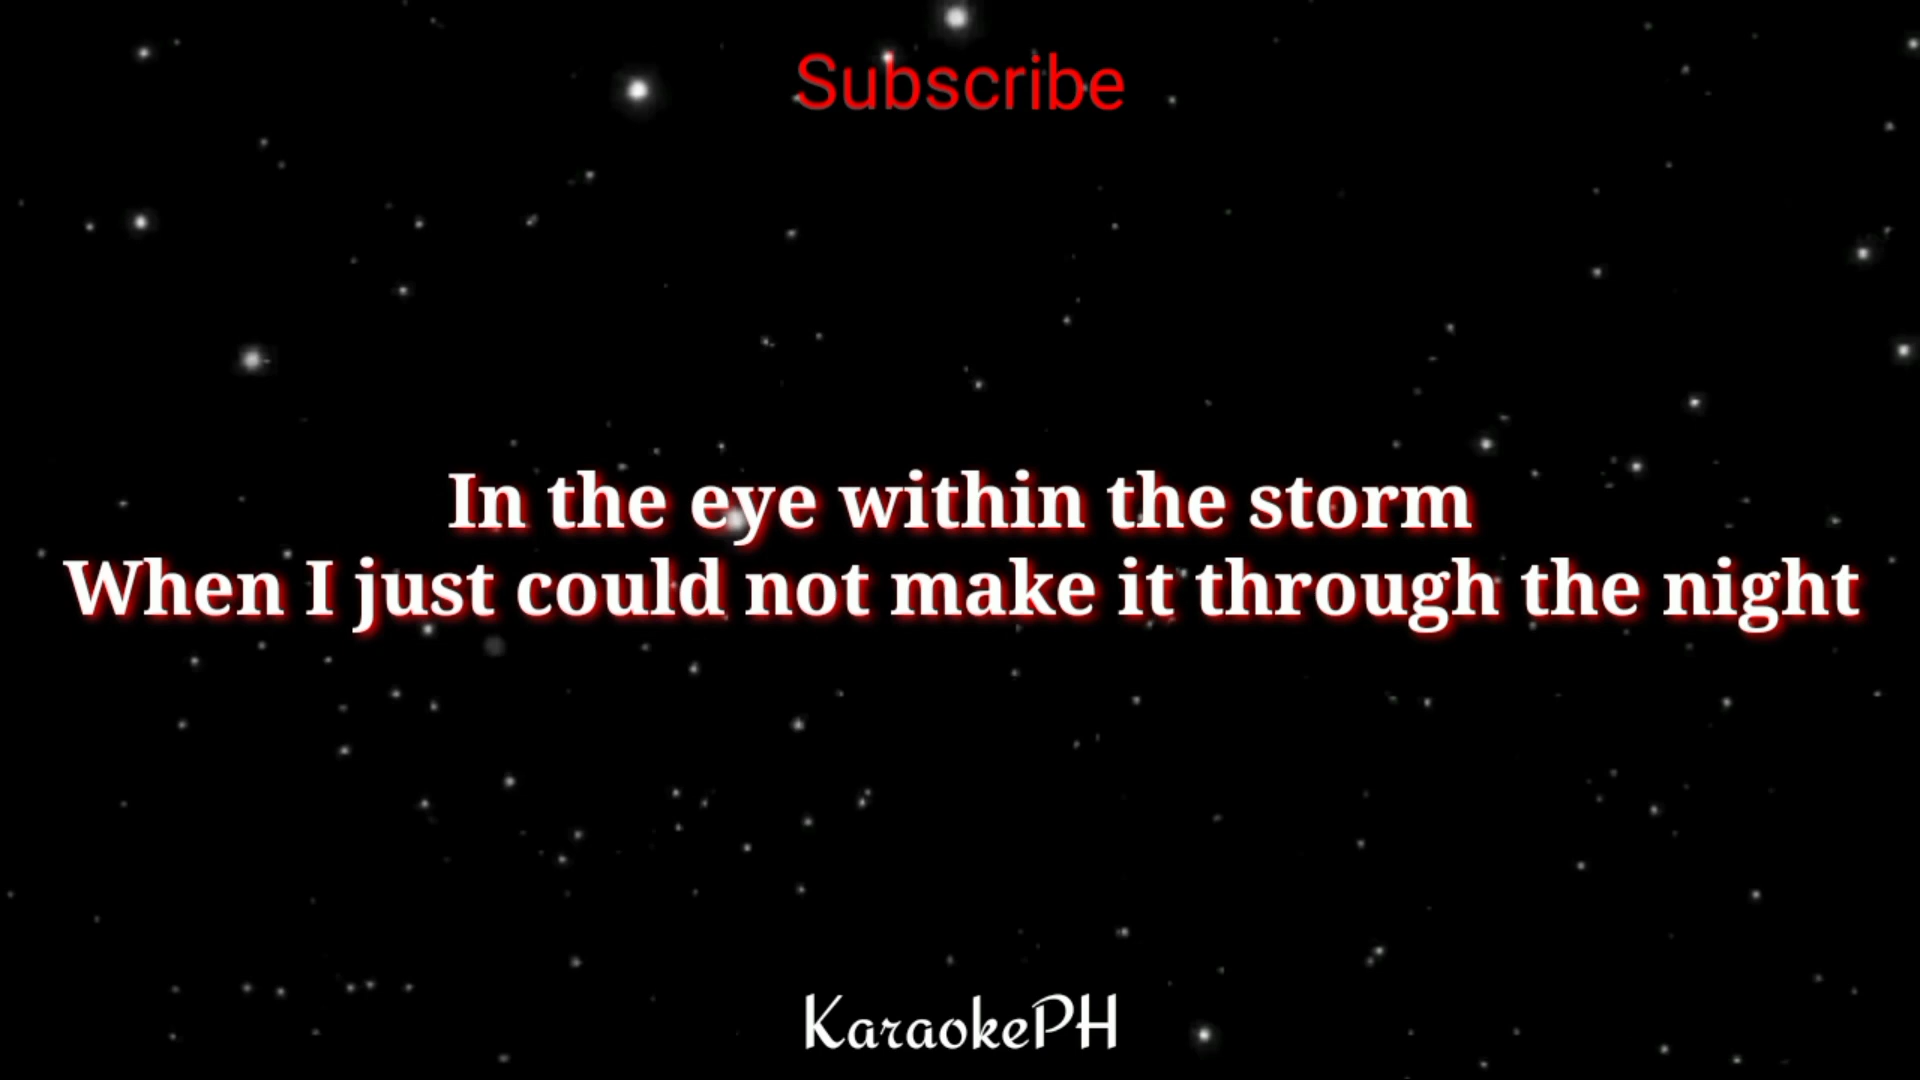 Subscribe
In the eye within the storm
When I just could not make it through the night
KaraokePH